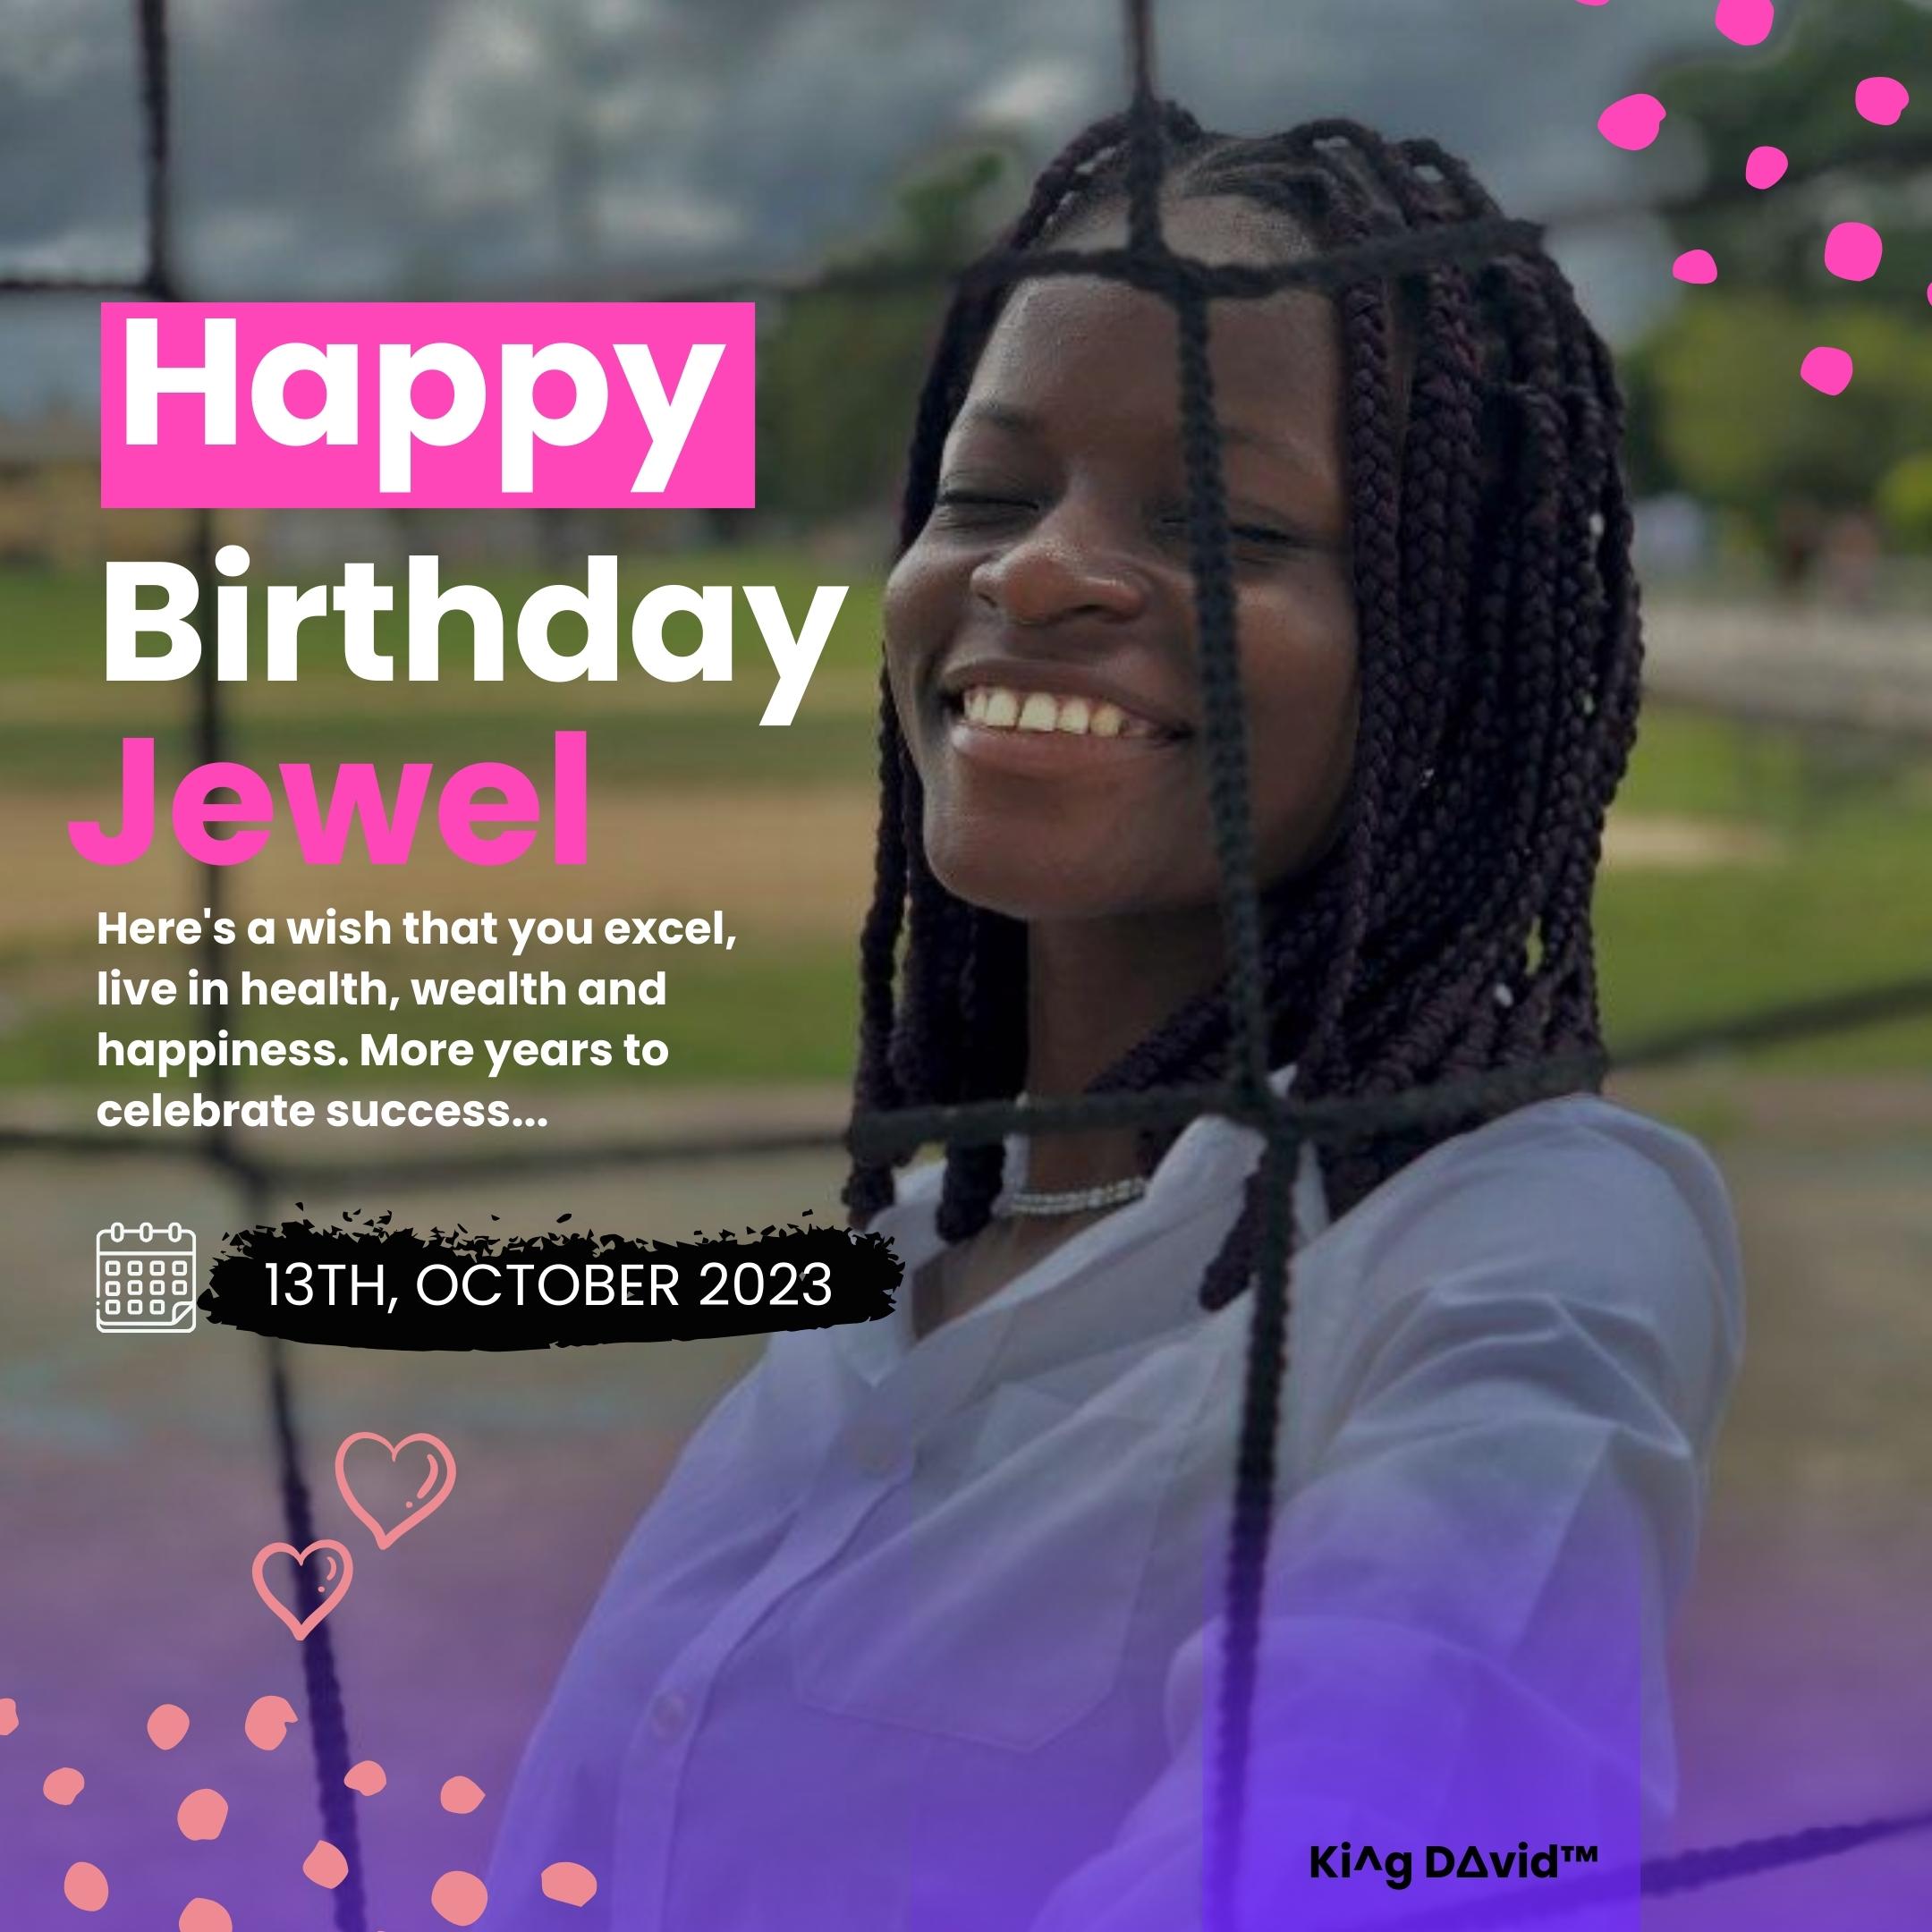 Happy
Birthday
Jewel
Here's a wish that you excel,
live in health, wealth and
happiness. More years to
celebrate success...
13TH, OCTOBER 2023
Ki^g DΔvid™